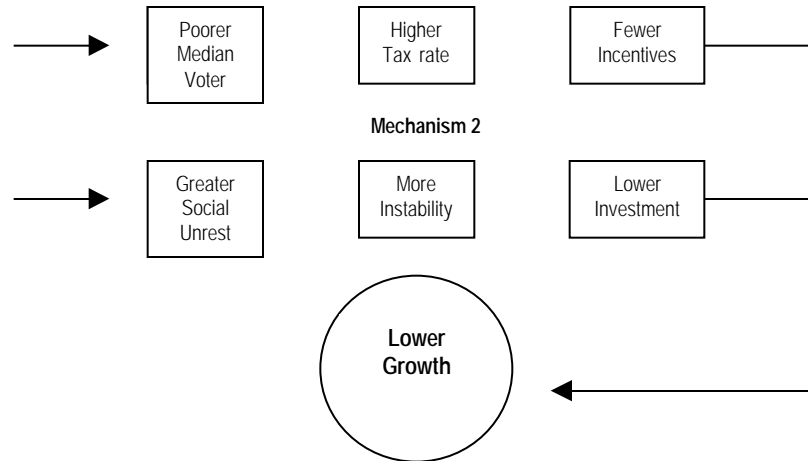 Poorer
Median
Voter
Higher
Tax rate
Fewer
Incentives
Mechanism 2
Greater
Social
Unrest
More
Instability
Lower
Investment
Lower
Growth